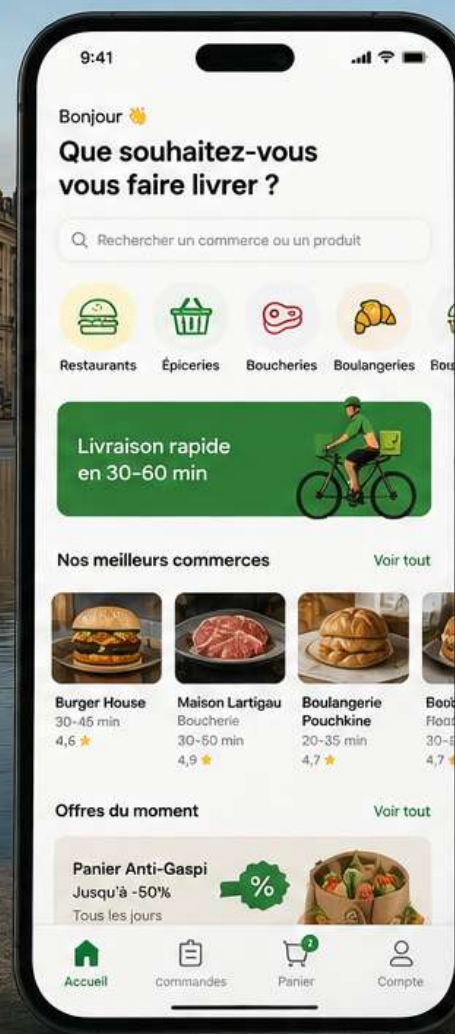 9:41
Bonjour 👋
Que souhaitez-vous
vous faire livrer ?
Rechercher un commerce ou un produit
Restaurants
Épiceries
Boucheries
Boulangeries
Livraison rapide
en 30-60 min
Nos meilleurs commerces
Voir tout
Burger House
30-45 min
4,6 ★
Maison Lartigau
Boucherie
30-50 min
4,9 ★
Boulangerie
Pouchkine
20-35 min
4,7 ★
4,7
Offres du moment
Voir tout
Panier Anti-Gaspi
Jusqu'à -50%
Tous les jours
%
2
Accueil
Commandes
Panier
Compte